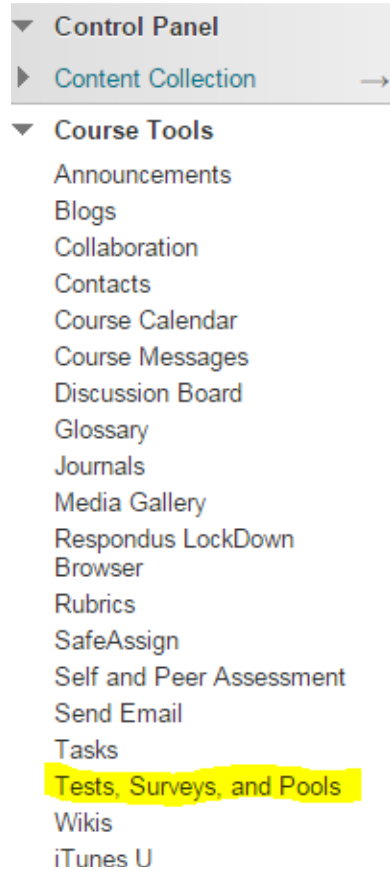 Control Panel
Content Collection
Course Tools
Announcements
Blogs
Collaboration
Contacts
Course Calendar
Course Messages
Discussion Board
Glossary
Journals
Media Gallery
Respondus LockDown
Browser
Rubrics
SafeAssign
Self and Peer Assessment
Send Email
Tasks
Tests, Surveys, and Pools
Wikis
iTunes U